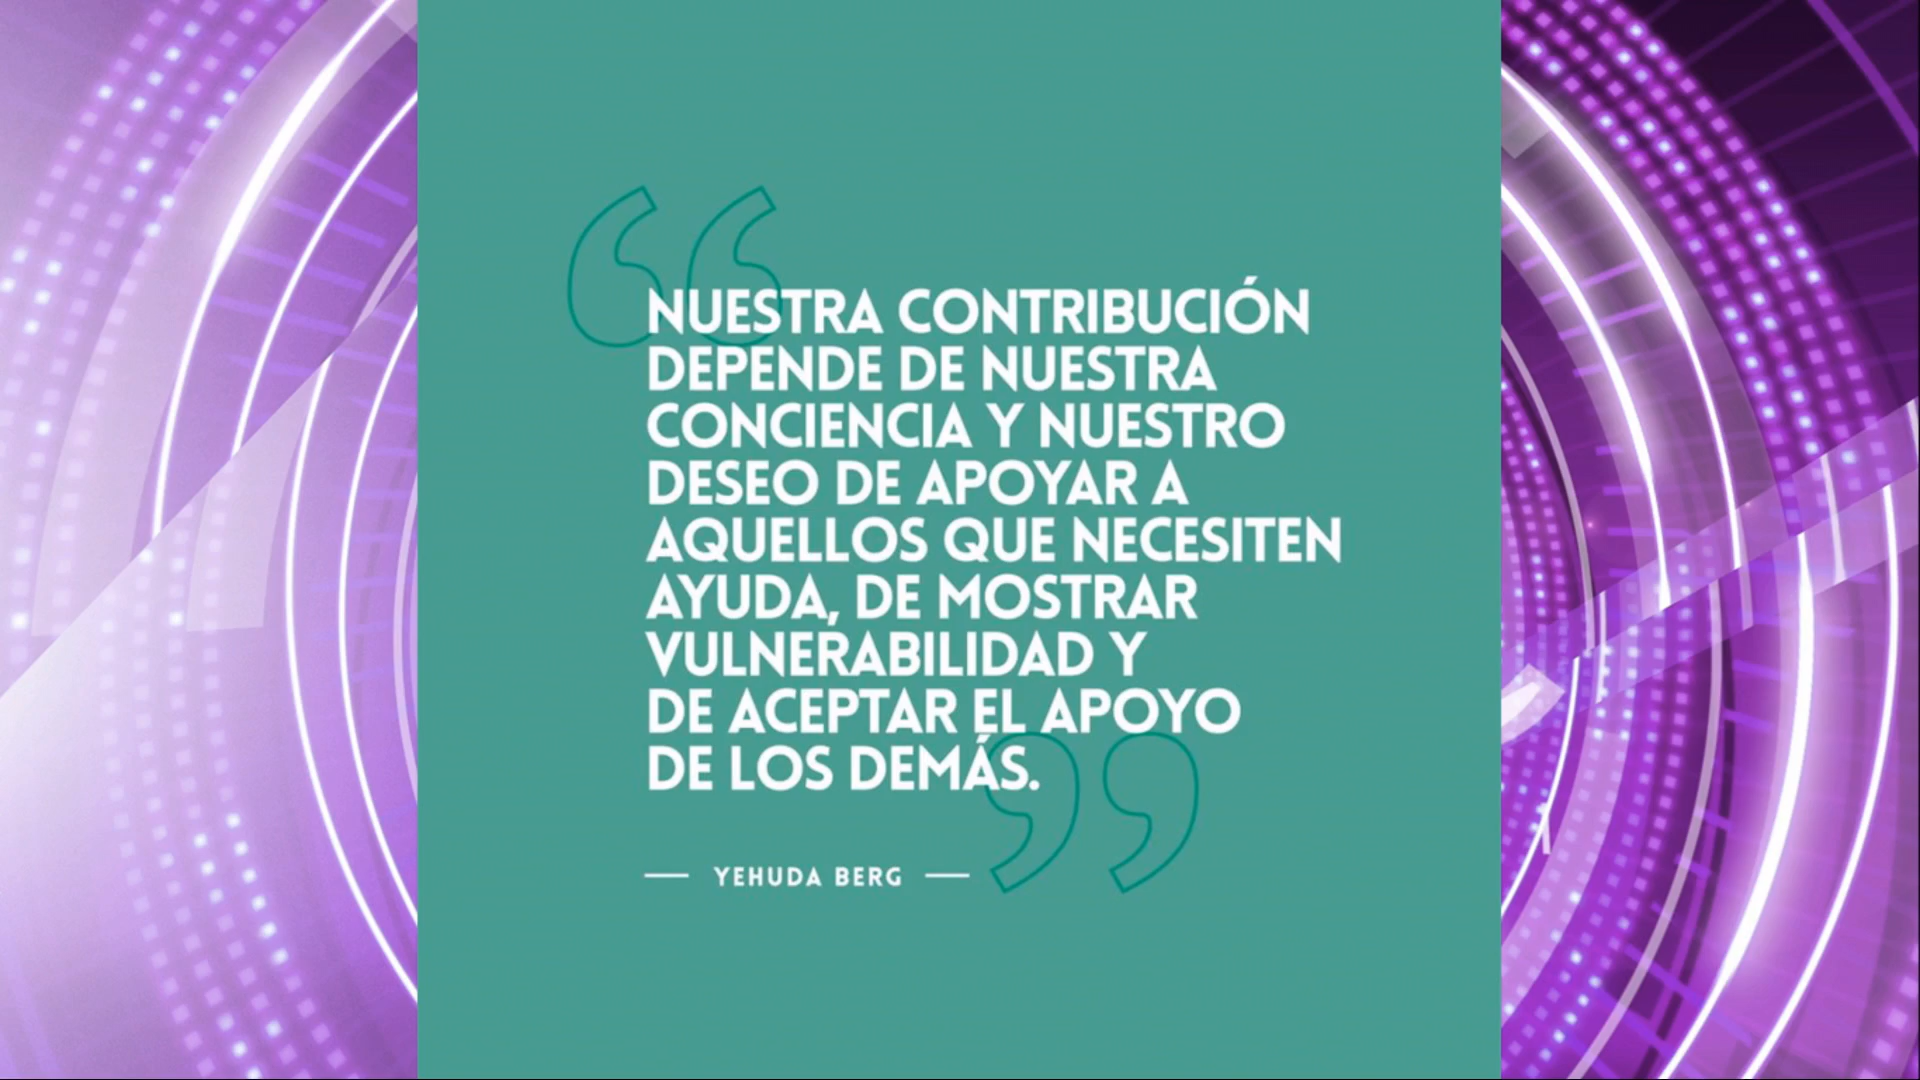 NUESTRA CONTRIBUCIÓN
DEPENDE DE NUESTRA
CONCIENCIA Y NUESTRO
DESEO DE APOYAR A
AQUELLOS QUE NECESITEN
AYUDA, DE MOSTRAR
VULNERABILIDAD Y
DE ACEPTAR EL APOYO
DE LOS DEMÁS.
— YEHUDA BERG —